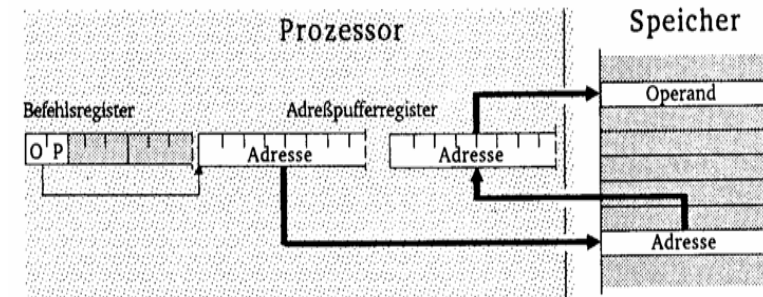 Prozessor
Speicher
Befehlsregister
Adreßpufferregister
Operand
O P
Adresse
Adresse
Adresse